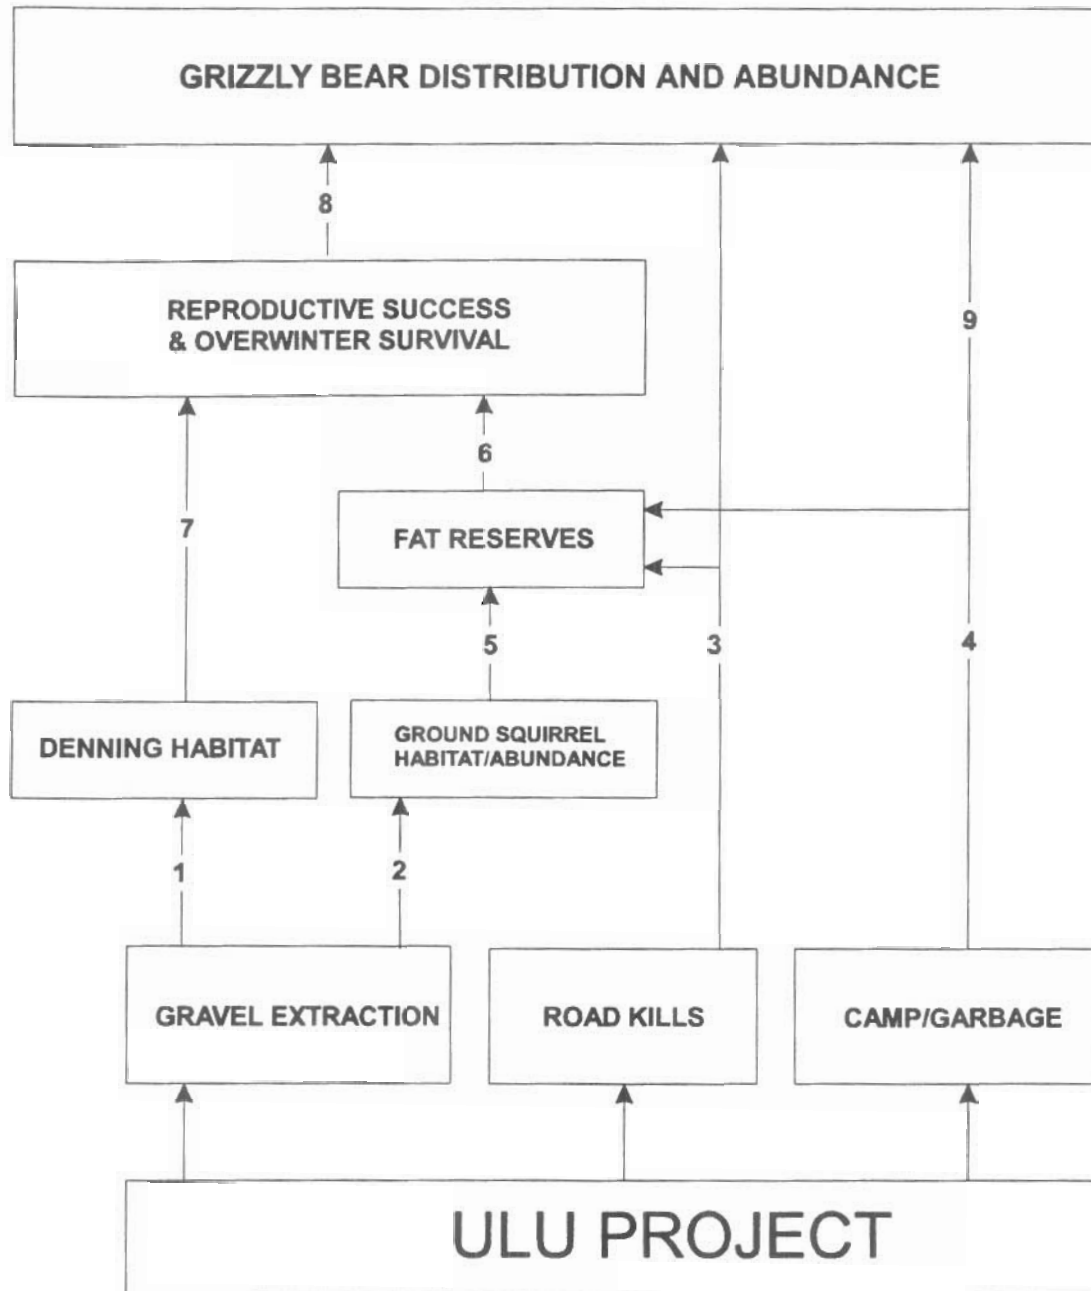 GRIZZLY BEAR DISTRIBUTION AND ABUNDANCE
8
REPRODUCTIVE SUCCESS
& OVERWINTER SURVIVAL
9
6
7
FAT RESERVES
5
3
4
DENNING HABITAT
GROUND SQUIRREL
HABITAT/ABUNDANCE
1
2
GRAVEL EXTRACTION
ROAD KILLS
CAMP/GARBAGE
ULU PROJECT